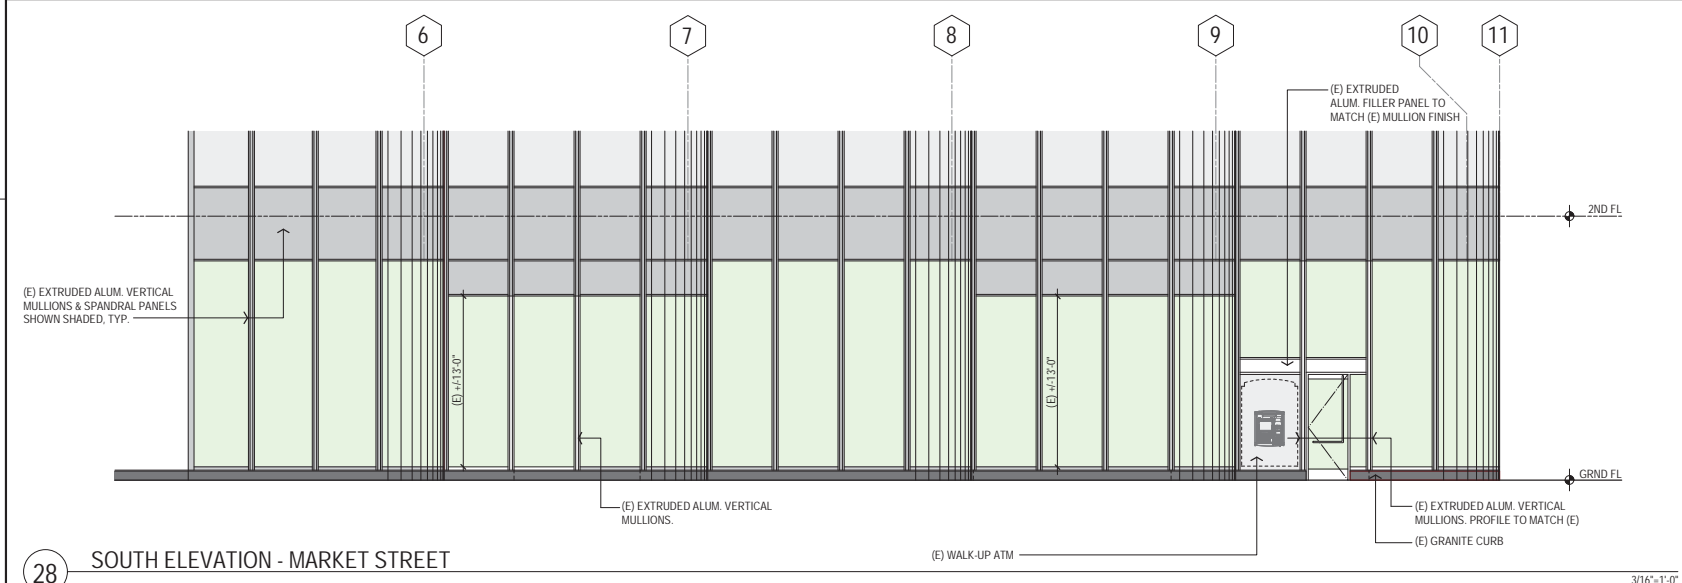 6
7
8
9
10
11
(E) EXTRUDED
ALUM. FILLER PANEL TO
MATCH (E) MULLION FINISH
2ND FL
(E) EXTRUDED ALUM. VERTICAL
MULLIONS & SPANDRAL PANELS
SHOWN SHADED, TYP.
(E) +/-13'-0"
(E) +/-13'-0"
GRND FL
(E) EXTRUDED ALUM. VERTICAL
MULLIONS.
(E) EXTRUDED ALUM. VERTICAL
MULLIONS. PROFILE TO MATCH (E)
(E) GRANITE CURB
(E) WALK-UP ATM
28
SOUTH ELEVATION - MARKET STREET
3/16"=1'-0"